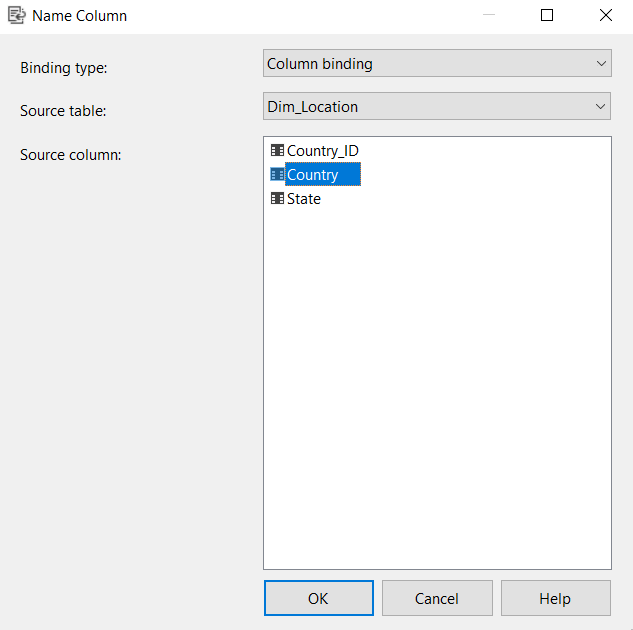 Name Column
Binding type:
Column binding
Source table:
Dim_Location
Source column:
Country_ID
Country
State
OK
Cancel
Help